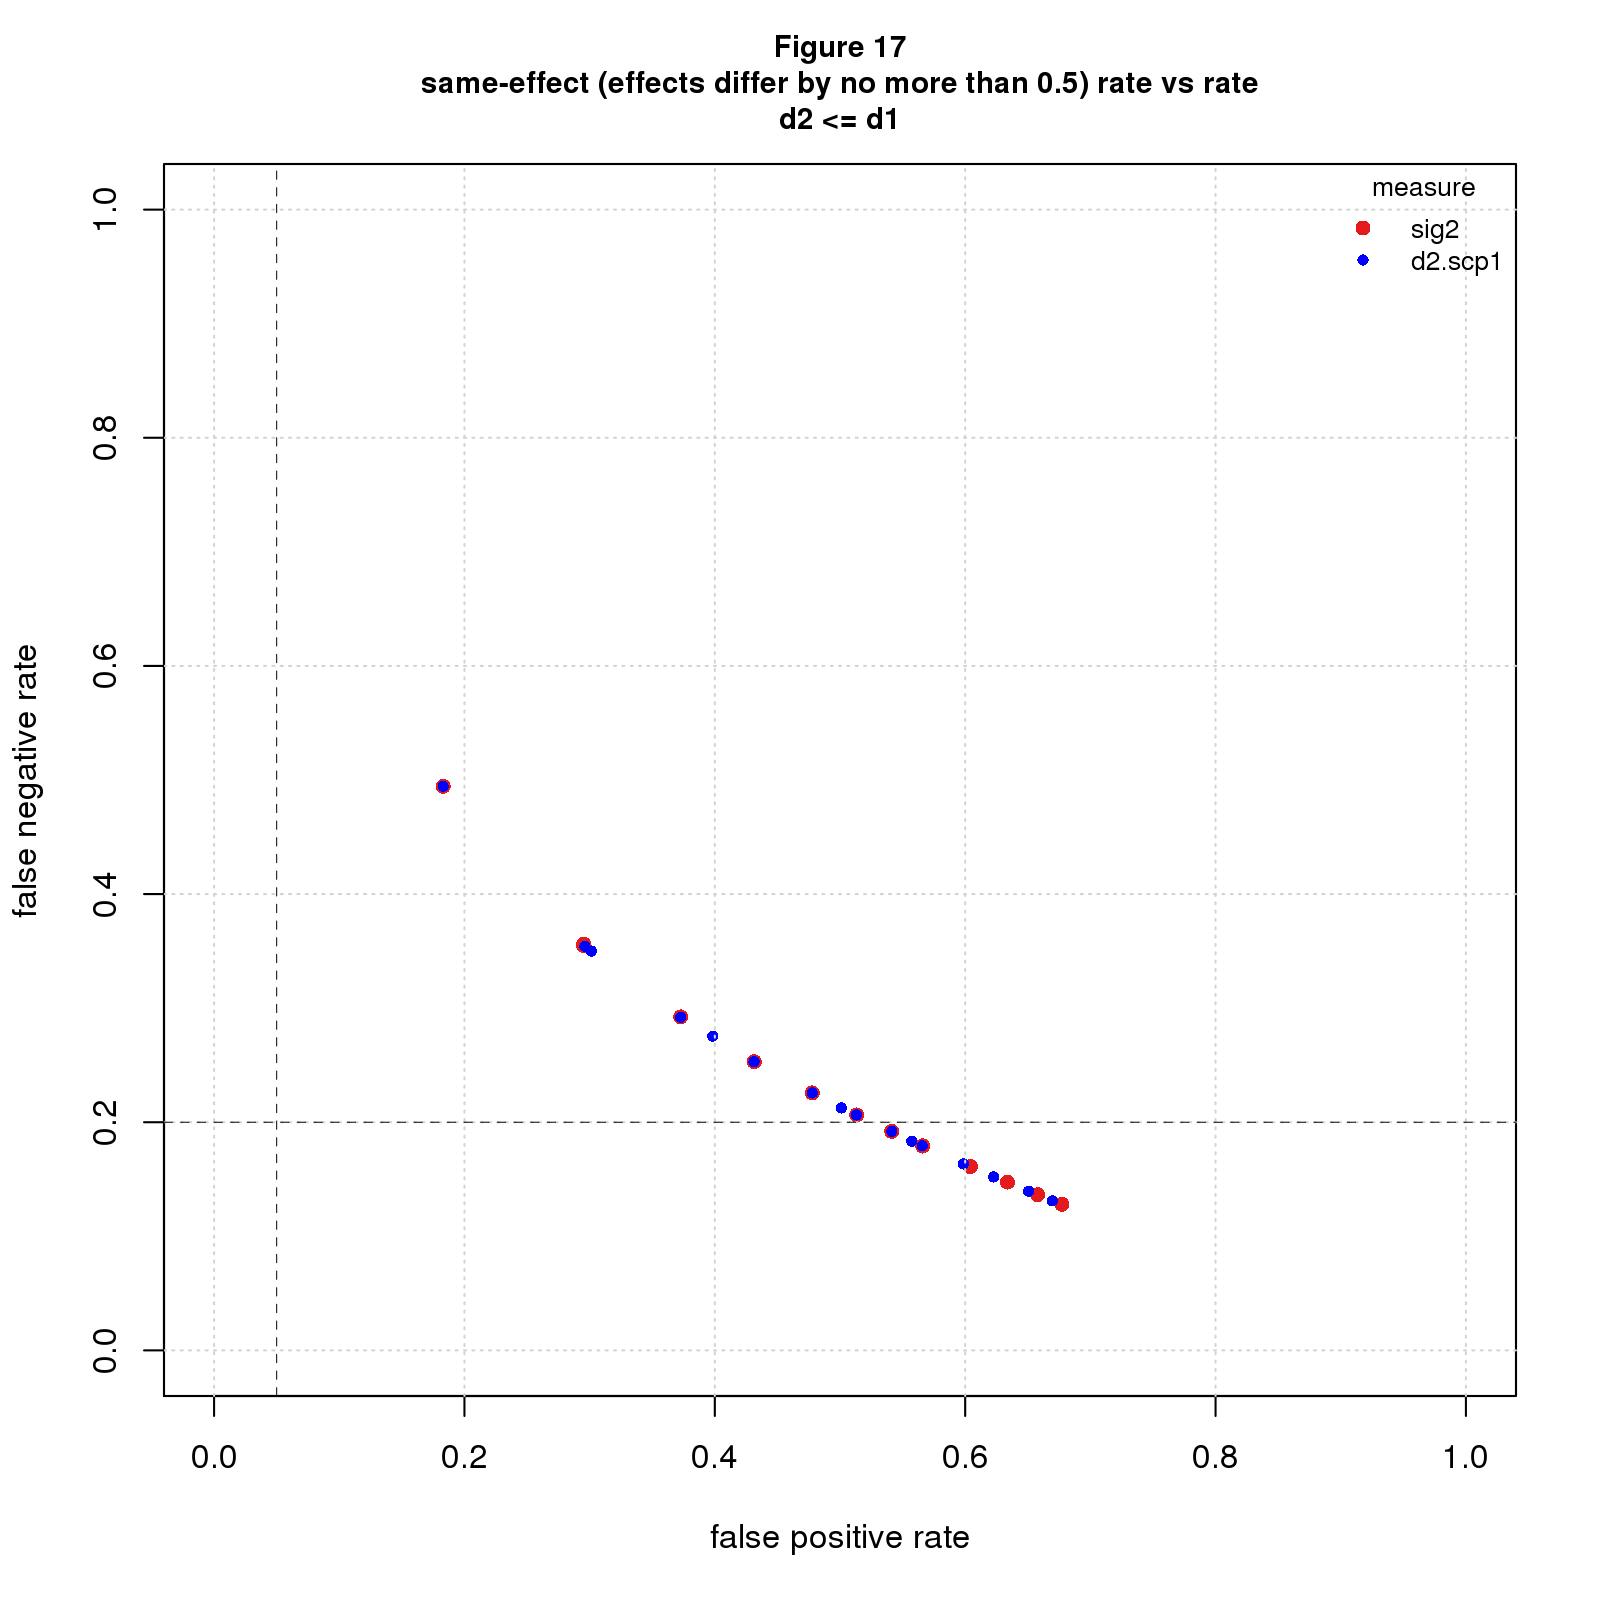 Figure 17
same-effect (effects differ by no more than 0.5) rate vs rate
d2 <= d1
measure
sig2
d2.scp1
false negative rate
1.0
0.8
0.6
0.4
0.2
0.0
0.0 0.2 0.4 0.6 0.8 1.0
false positive rate